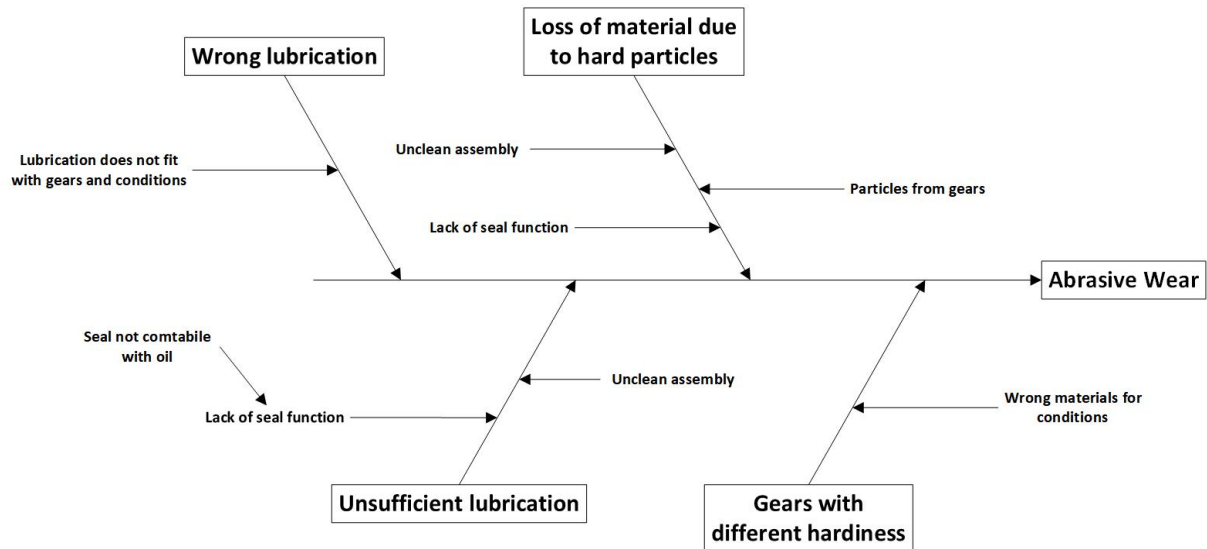 Loss of material due
to hard particles
Wrong lubrication
Unclean assembly
Lubrication does not fit
with gears and conditions
Particles from gears
Lack of seal function
Abrasive Wear
Seal not comtabile
with oil
Unclean assembly
Lack of seal function
Wrong materials for
conditions
Unsufficient lubrication
Gears with
different hardiness